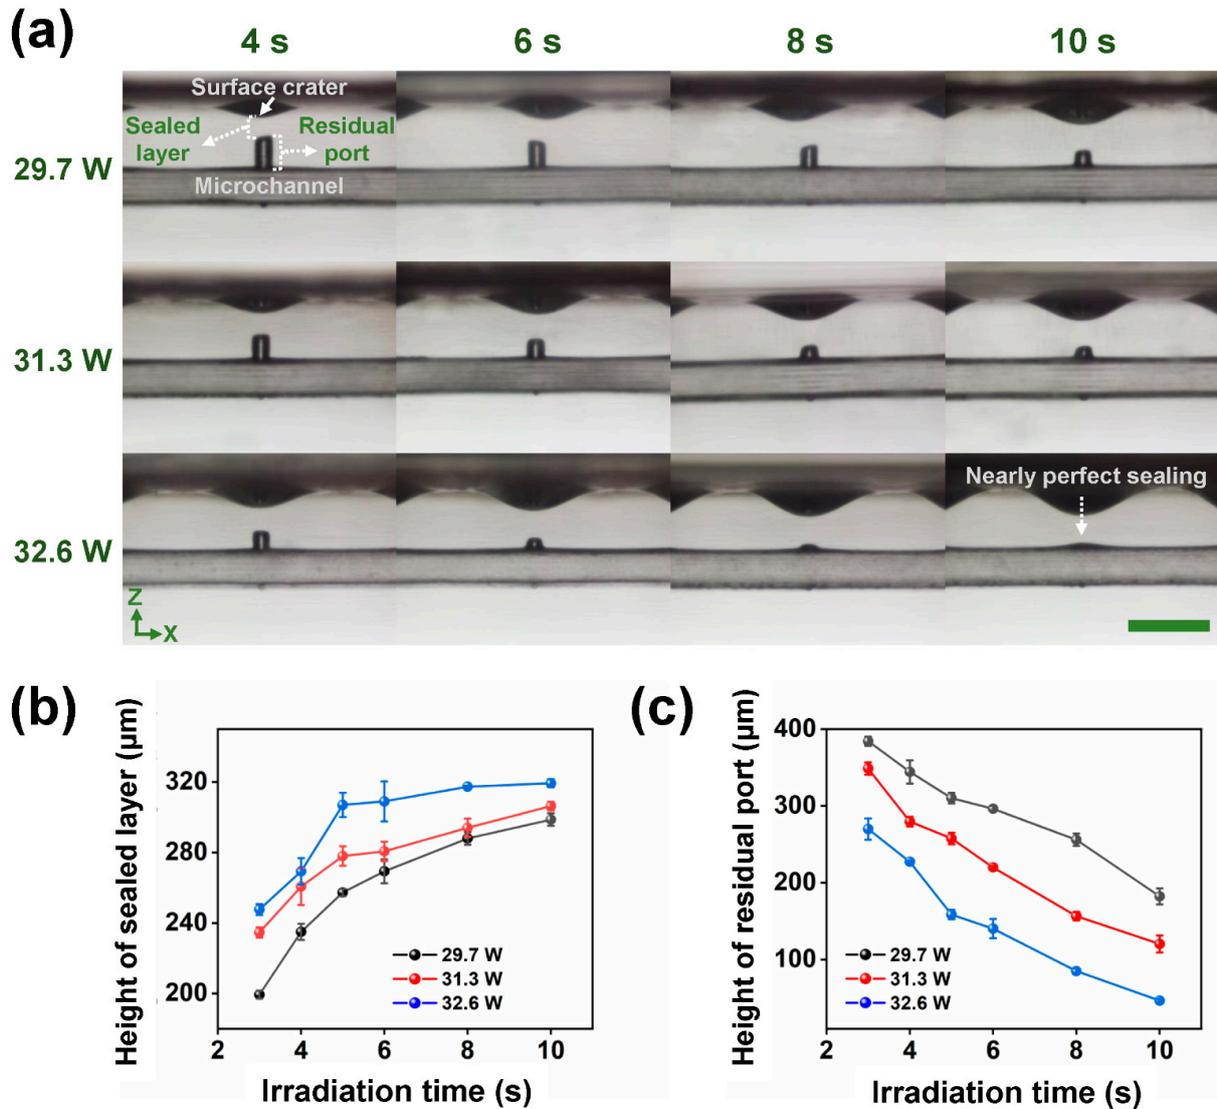 (a)
4 s 6 s 8 s 10 s
29.7 W
Surface crater
Sealed
layer
Residual
port
Microchannel
31.3 W
32.6 W
Nearly perfect sealing
Z
X
(b)
Height of sealed layer (μm)
320
280
240
200
29.7 W
31.3 W
32.6 W
2 4 6 8 10
Irradiation time (s)
(c)
Height of residual port (μm)
400
300
200
100
29.7 W
31.3 W
32.6 W
2 4 6 8 10
Irradiation time (s)